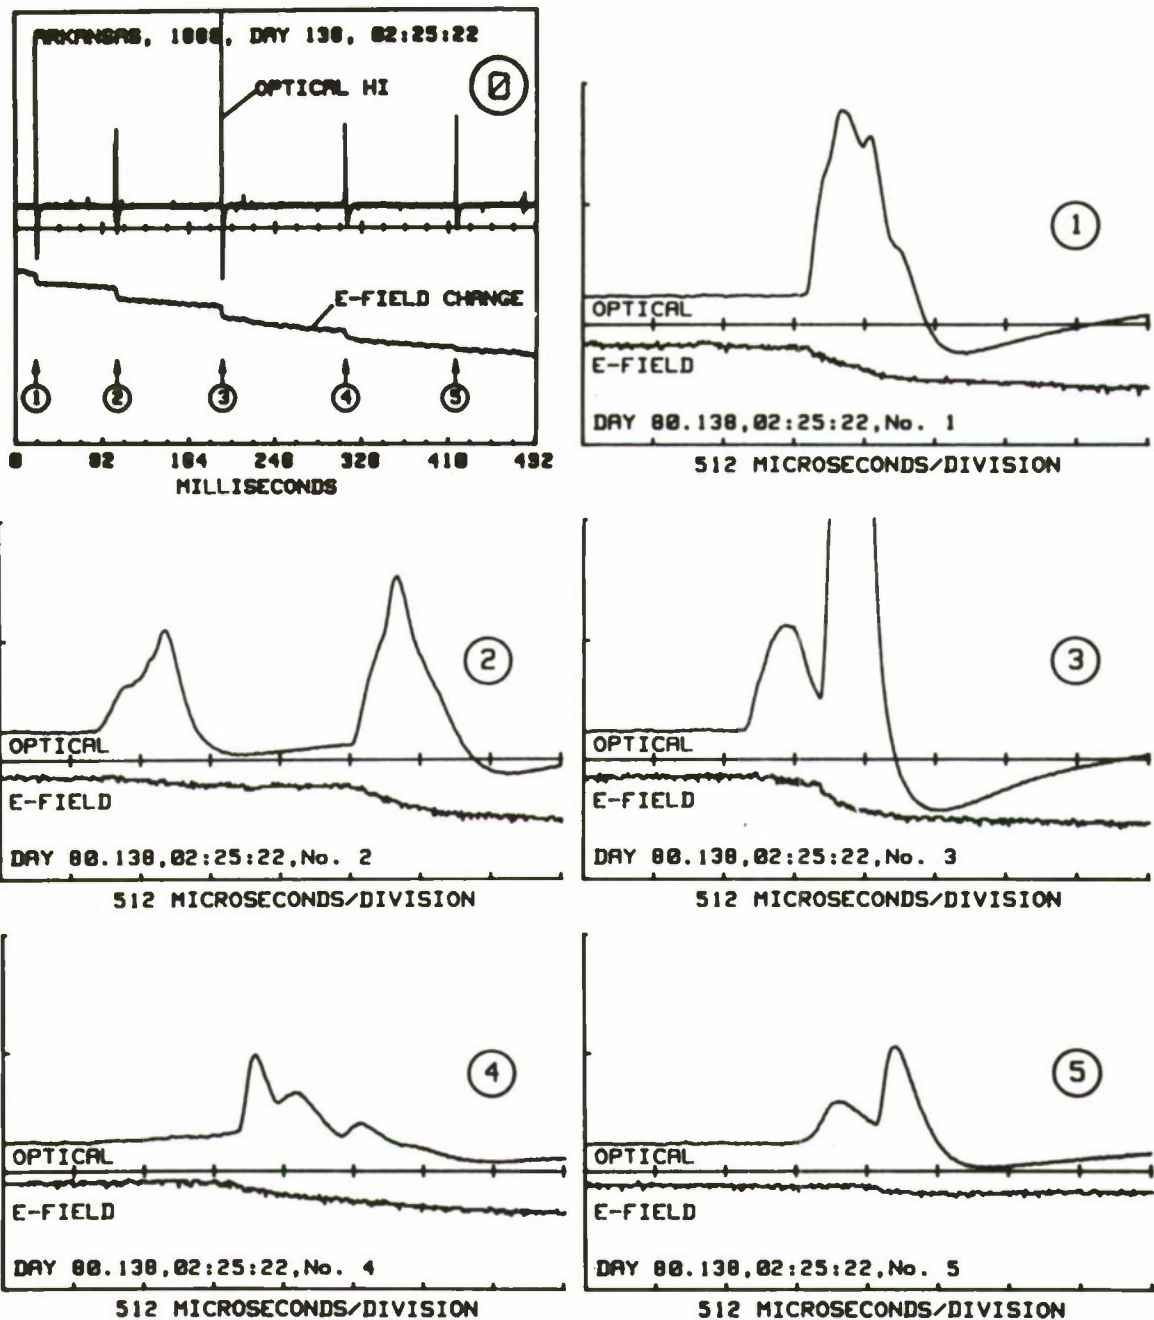 ARKANSAS, 1980, DAY 138, 02:25:22
OPTICAL HI
0
E-FIELD CHANGE
1 2 3 4 5
0 82 164 246 328 410 492
MILLISECONDS
1
OPTICAL
E-FIELD
DAY 80.138,02:25:22,No. 1
512 MICROSECONDS/DIVISION
2
OPTICAL
E-FIELD
DAY 80.138,02:25:22,No. 2
512 MICROSECONDS/DIVISION
3
OPTICAL
E-FIELD
DAY 80.138,02:25:22,No. 3
512 MICROSECONDS/DIVISION
4
OPTICAL
E-FIELD
DAY 80.138,02:25:22,No. 4
512 MICROSECONDS/DIVISION
5
OPTICAL
E-FIELD
DAY 80.138,02:25:22,No. 5
512 MICROSECONDS/DIVISION